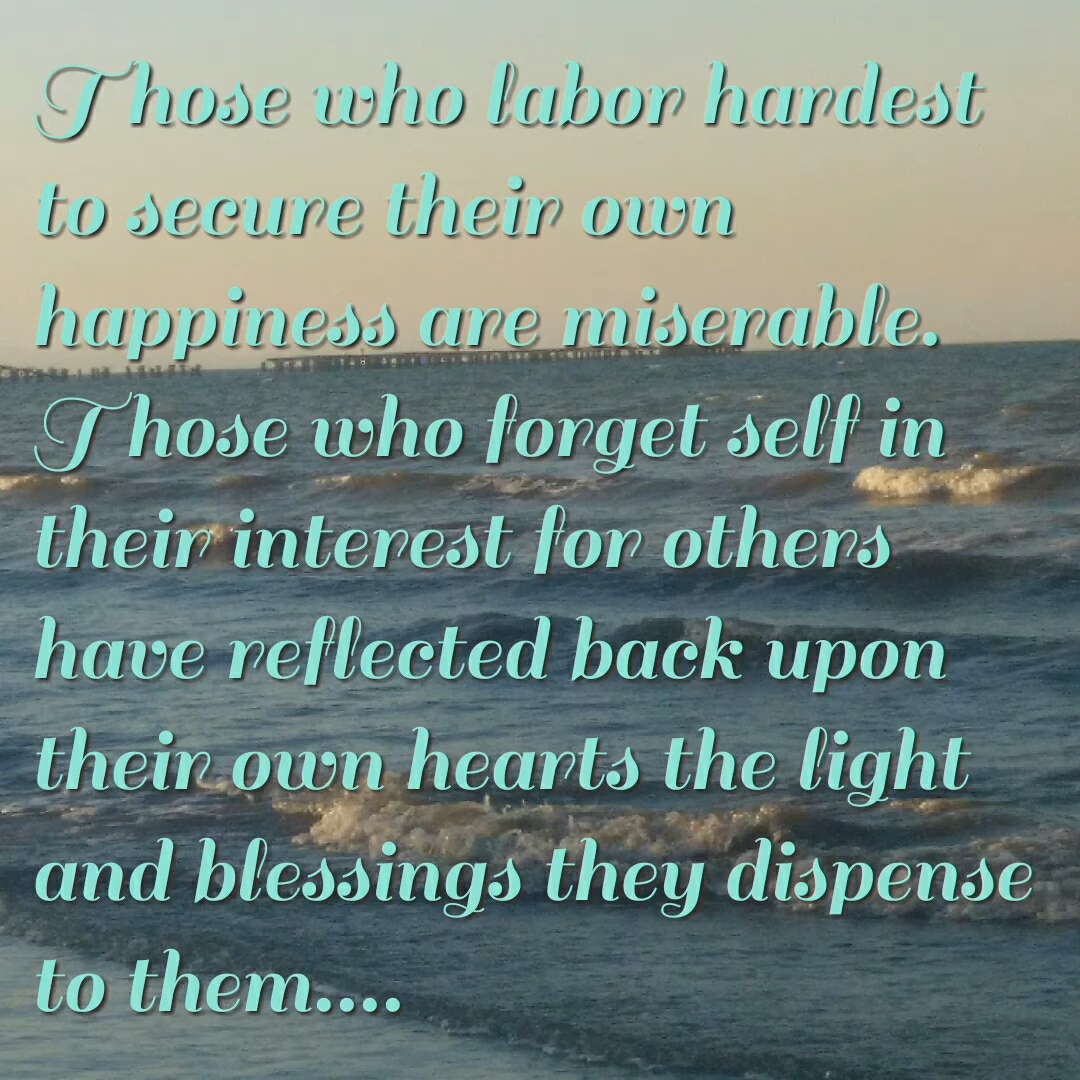 Those who labor hardest
to secure their own
happiness are miserable.
Those who forget self in
their interest for others
have reflected back upon
their own hearts the light
and blessings they dispense
to them....